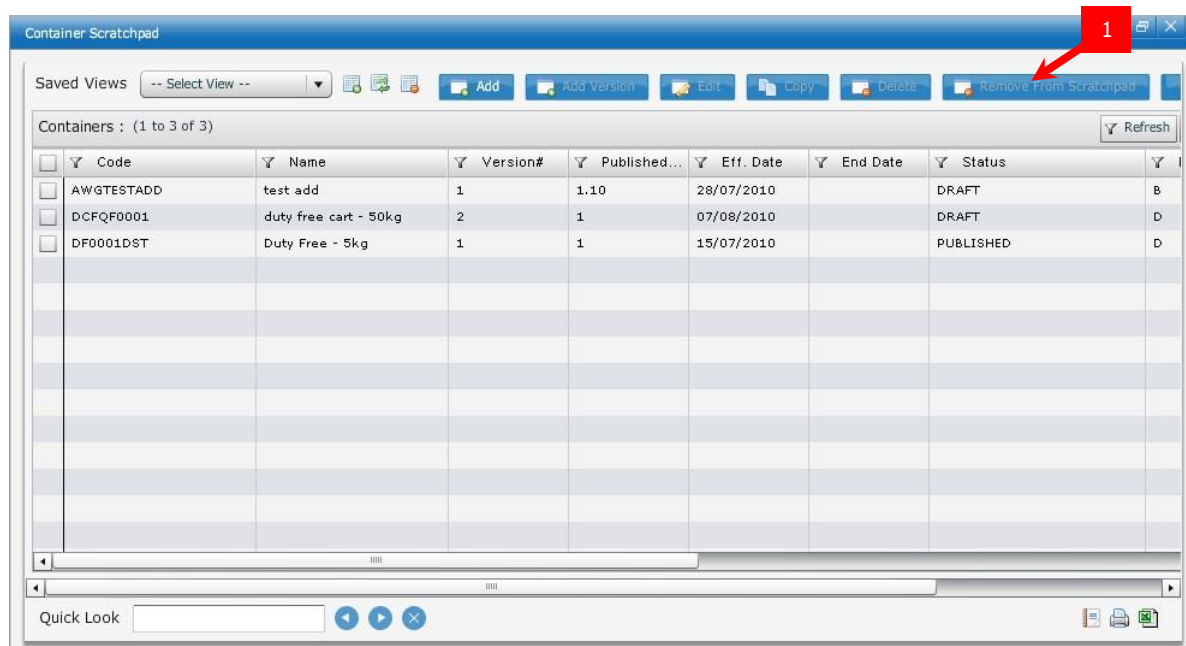 1
Container Scratchpad
Saved Views -- Select View -- Add Add Version Edit Copy Delete Remove From Scratchpad
Containers : (1 to 3 of 3) Refresh
Code Name Version# Published... Eff. Date End Date Status
AWGTESTADD test add 1 1.10 28/07/2010 DRAFT B
DCFQF0001 duty free cart - 50kg 2 1 07/08/2010 DRAFT D
DF0001DST Duty Free - 5kg 1 1 15/07/2010 PUBLISHED D
Quick Look